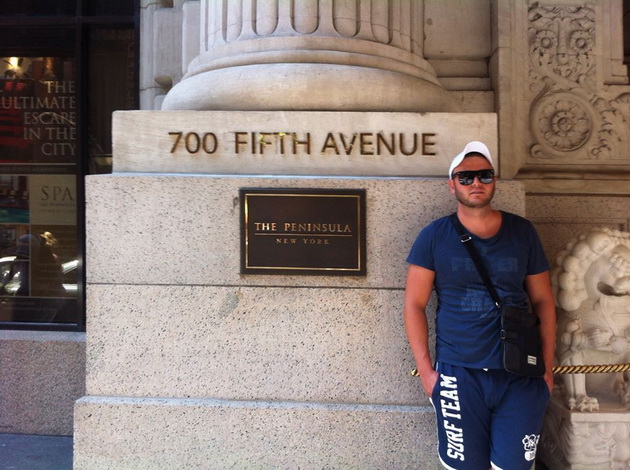 THE
ULTIMATE
ESCAPE
IN THE
CITY
SPA
700 FIFTH AVENUE
THE PENINSULA
NEW YORK
SURF TEAM